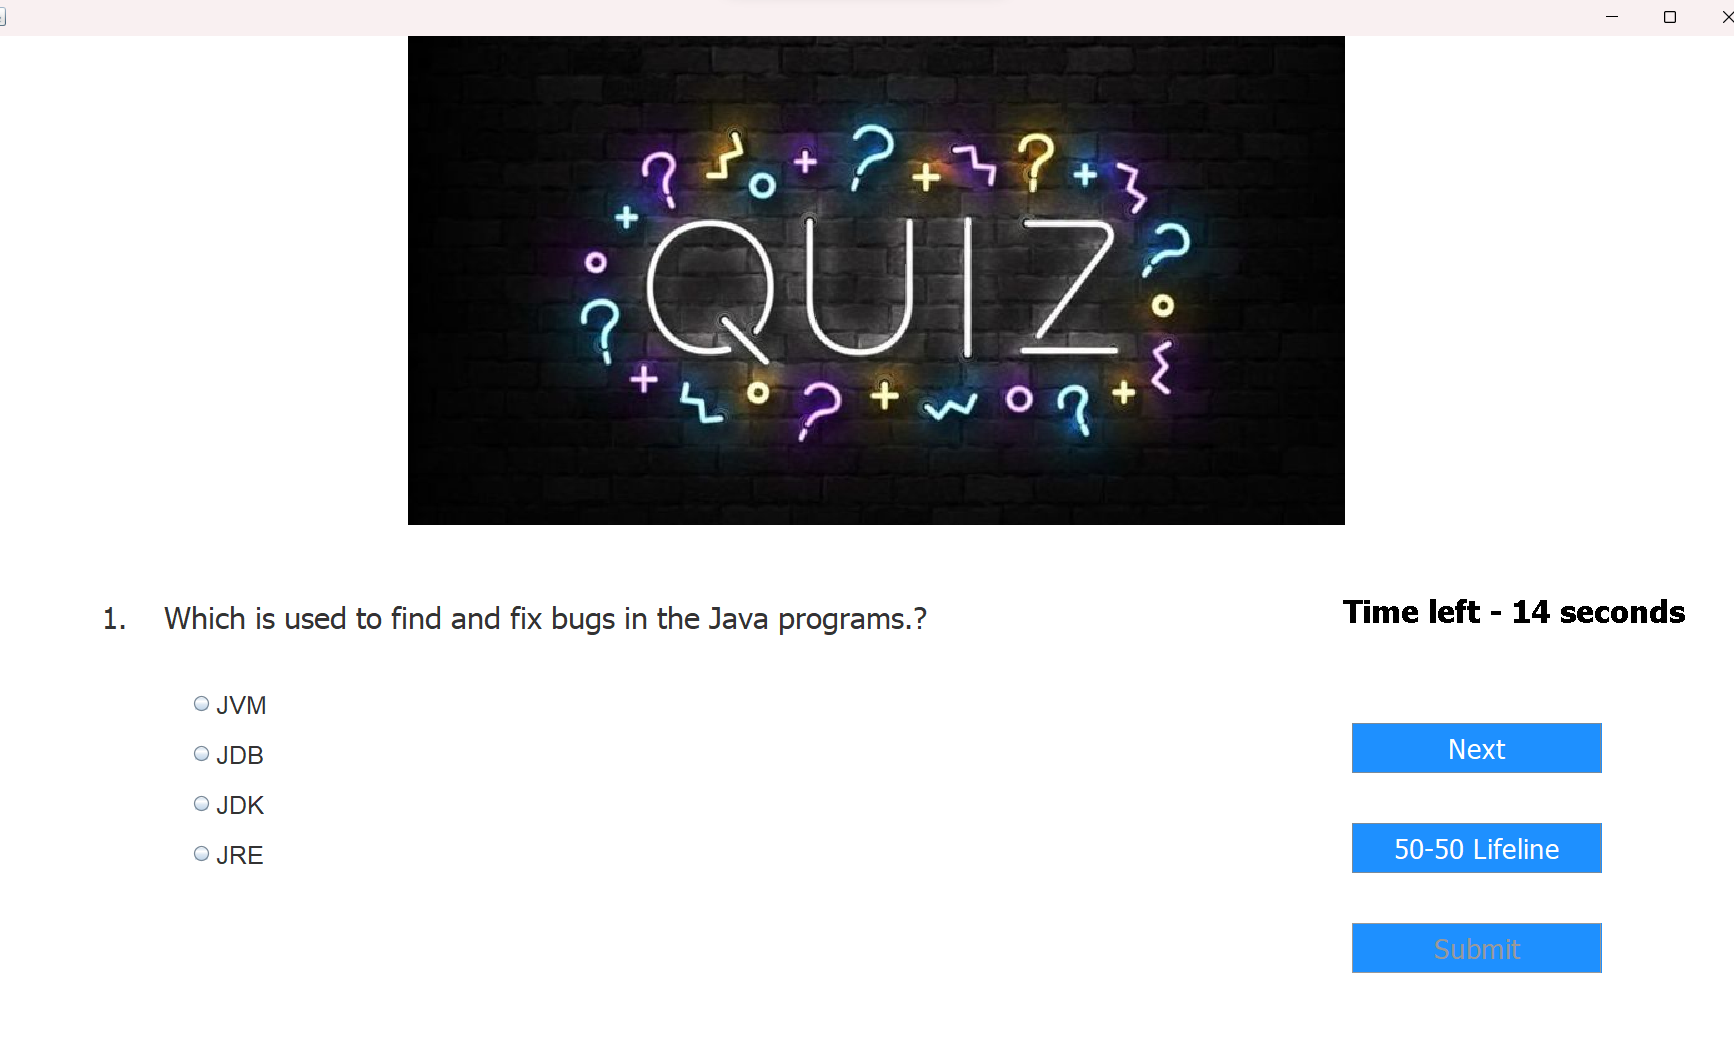 QUIZ
1. Which is used to find and fix bugs in the Java programs.?
Time left - 14 seconds
JVM
JDB
JDK
JRE
Next
50-50 Lifeline
Submit